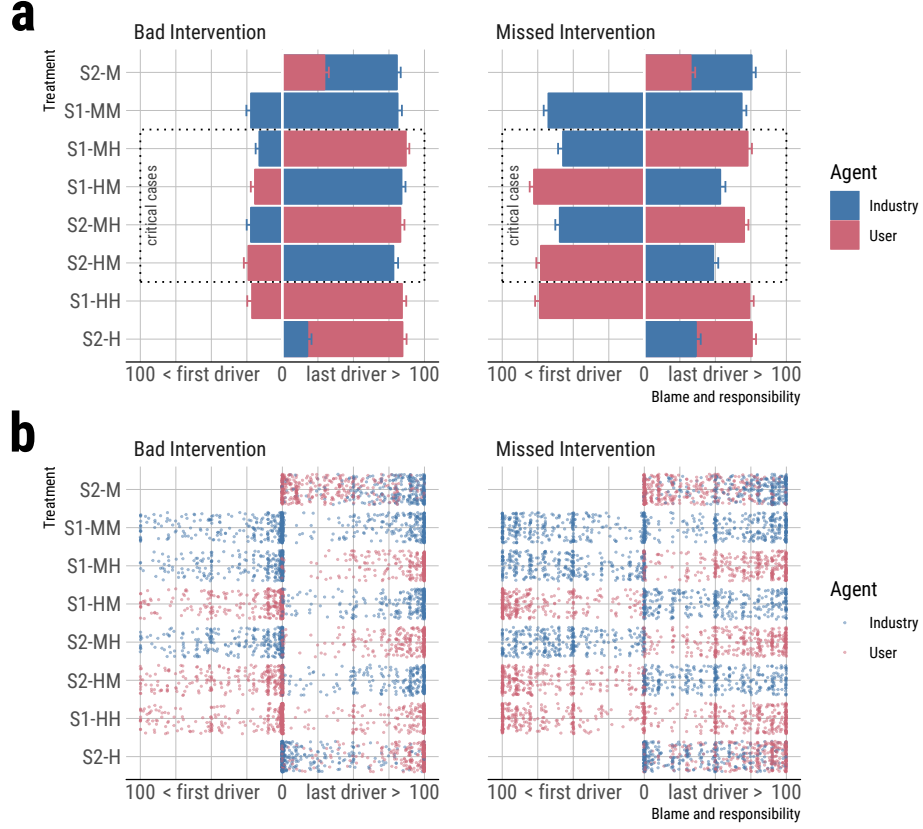 a
Bad Intervention
Missed Intervention
Treatment
S2-M
S1-MM
S1-MH
S1-HM
S2-MH
S2-HM
S1-HH
S2-H
critical cases
critical cases
100 < first driver 0 last driver > 100
100 < first driver 0 last driver > 100
Blame and responsibility
Agent
Industry
User
b
Bad Intervention
Missed Intervention
Treatment
S2-M
S1-MM
S1-MH
S1-HM
S2-MH
S2-HM
S1-HH
S2-H
100 < first driver 0 last driver > 100
100 < first driver 0 last driver > 100
Blame and responsibility
Agent
Industry
User